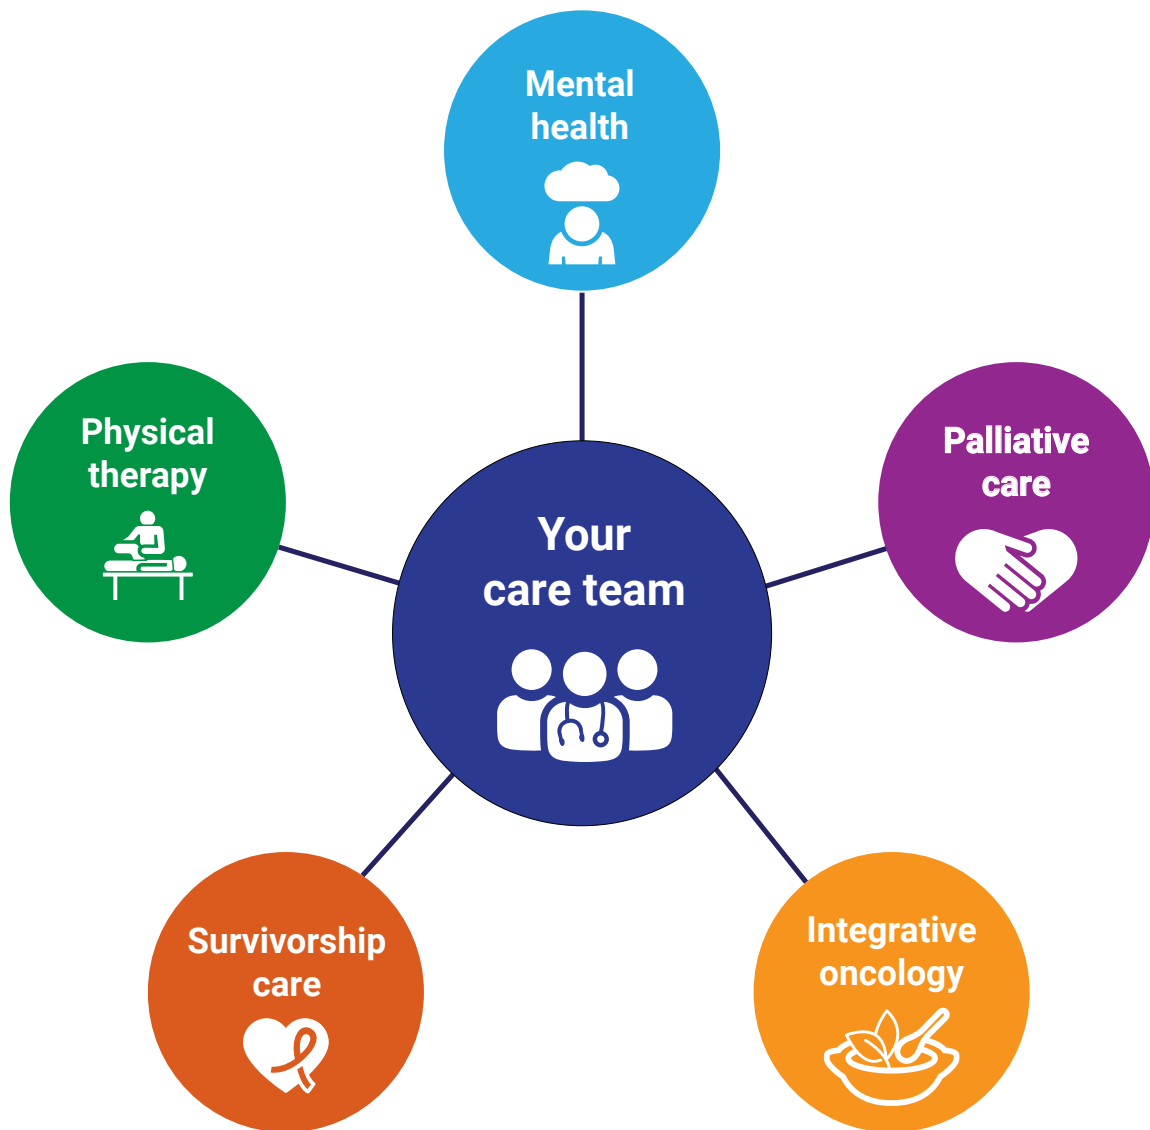 Mental
health
Physical
therapy
Palliative
care
Your
care team
Survivorship
care
Integrative
oncology